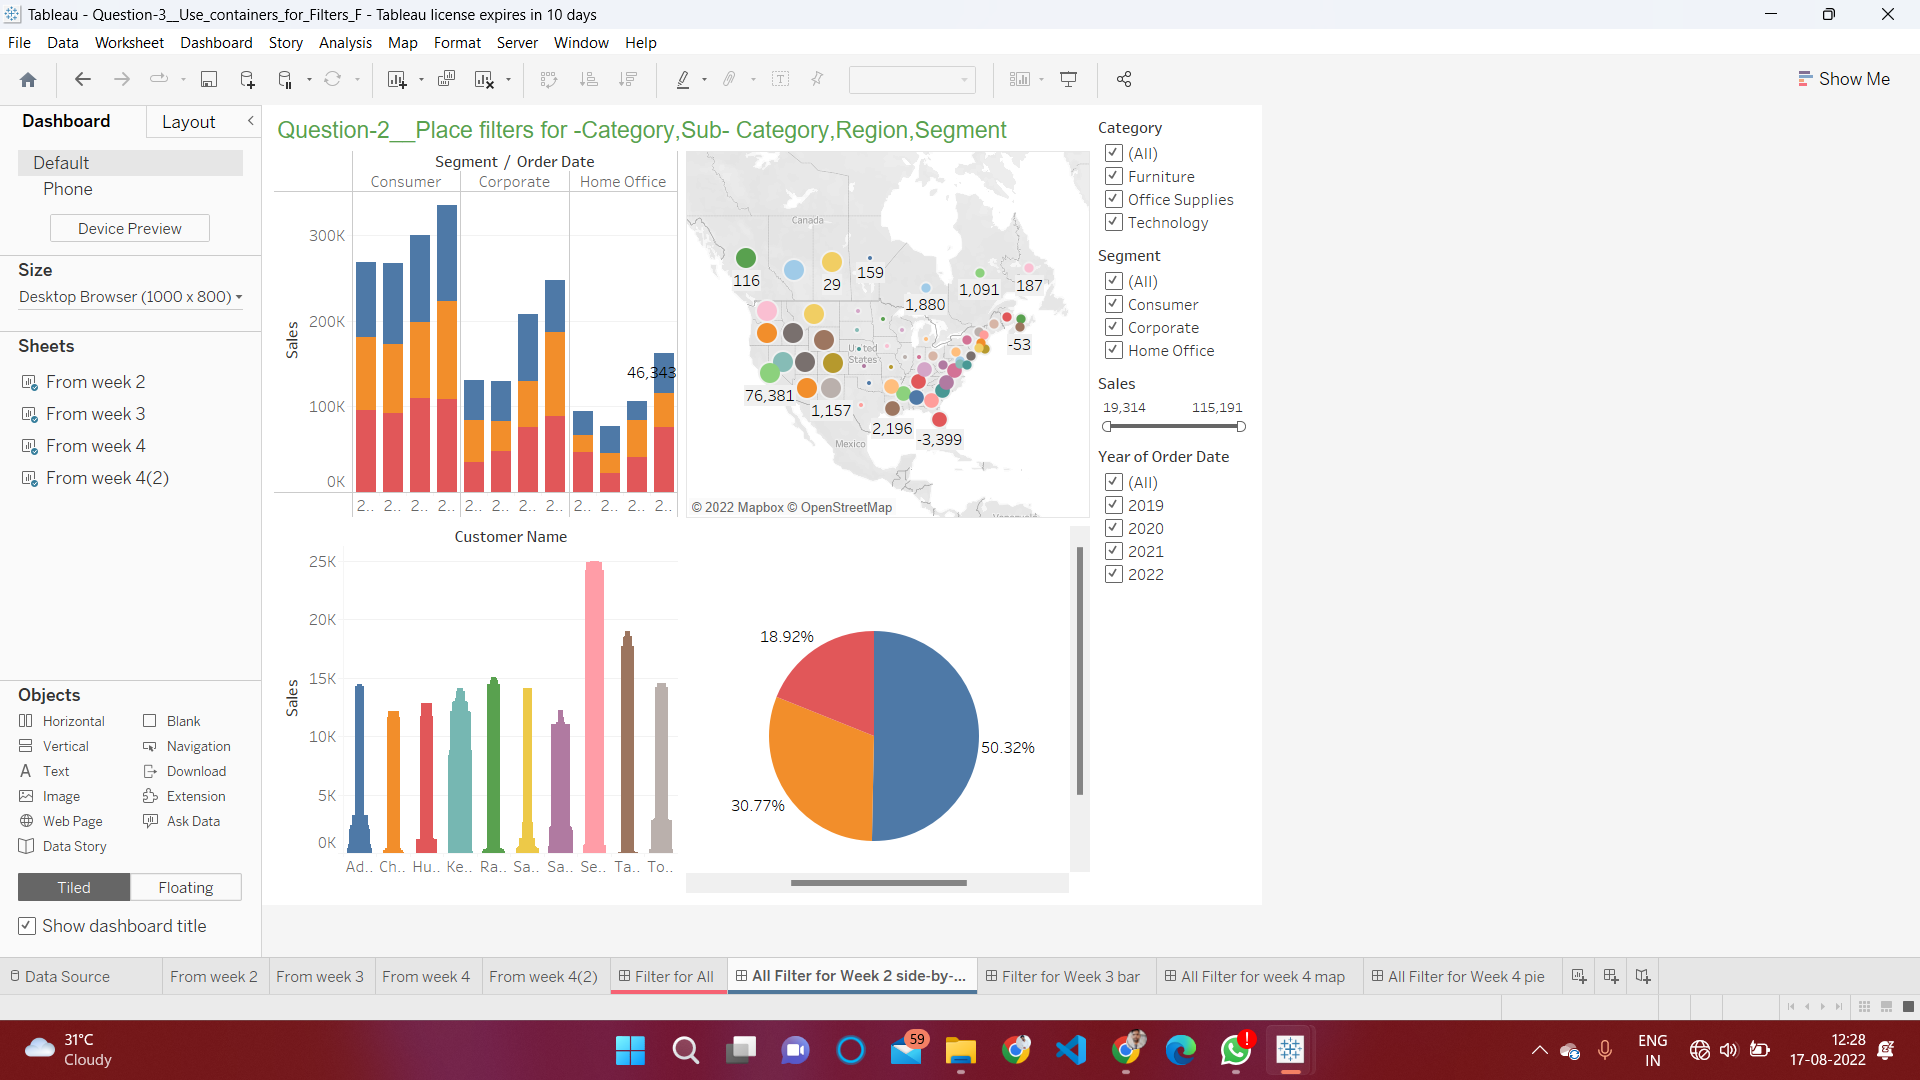 Tableau - Question-3__Use_containers_for_Filters_F - Tableau license expires in 10 days
File Data Worksheet Dashboard Story Analysis Map Format Server Window Help
Show Me
Dashboard Layout
Default
Phone
Device Preview
Size
Desktop Browser (1000 x 800)
Sheets
From week 2
From week 3
From week 4
From week 4(2)
Objects
Horizontal Blank
Vertical Navigation
Text Download
Image Extension
Web Page Ask Data
Data Story
Tiled Floating
Show dashboard title
Question-2__Place filters for -Category,Sub- Category,Region,Segment
Segment / Order Date
Consumer Corporate Home Office
Sales
300K
200K
100K
0K
46,343
2.. 2.. 2.. 2.. 2.. 2.. 2.. 2.. 2.. 2.. 2.. 2..
Canada
116
29
159
1,880
1,091
187
-53
United States
76,381
1,157
2,196
-3,399
Mexico
© 2022 Mapbox © OpenStreetMap
Customer Name
Sales
25K
20K
15K
10K
5K
0K
Ad.. Ch.. Hu.. Ke.. Ra.. Sa.. Sa.. Se.. Ta.. To..
18.92%
50.32%
30.77%
Category
(All)
Furniture
Office Supplies
Technology
Segment
(All)
Consumer
Corporate
Home Office
Sales
19,314 115,191
Year of Order Date
(All)
2019
2020
2021
2022
Data Source From week 2 From week 3 From week 4 From week 4(2) Filter for All All Filter for Week 2 side-by-... Filter for Week 3 bar All Filter for week 4 map All Filter for Week 4 pie
31°C
Cloudy
59
ENG
IN
12:28
17-08-2022